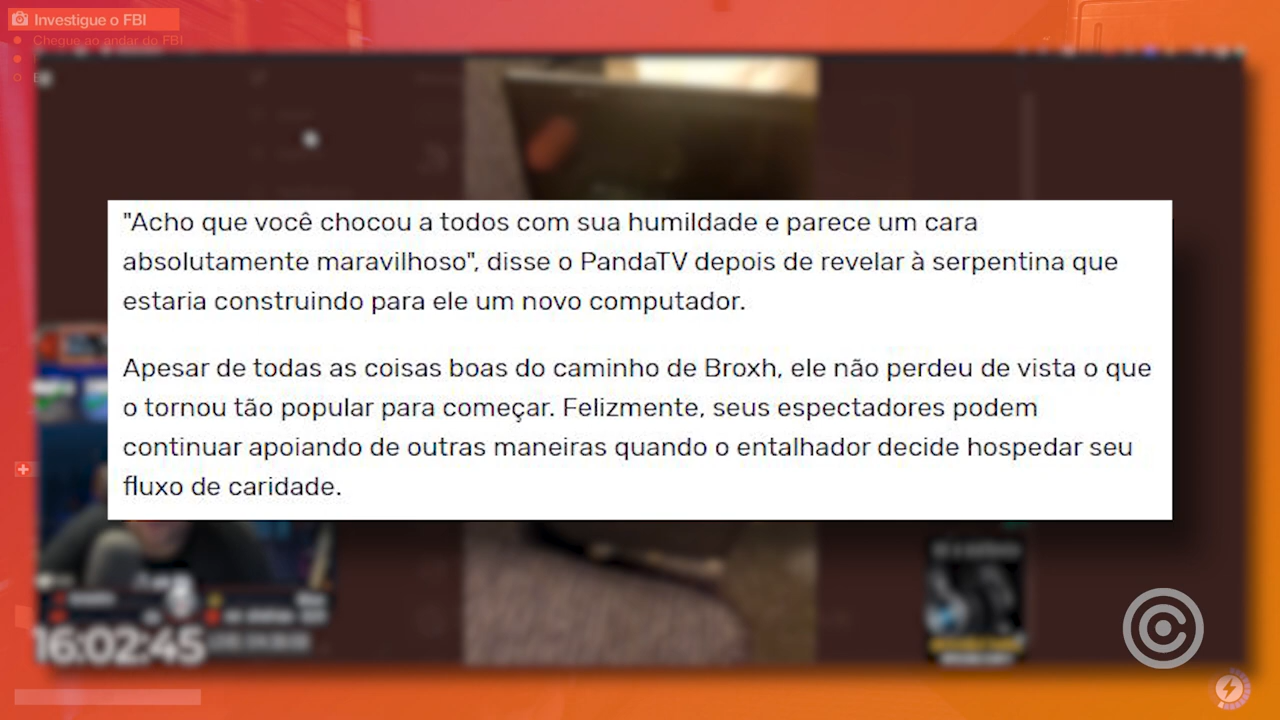 Investigue o FBI
Chegue ao andar do FBI
"Acho que você chocou a todos com sua humildade e parece um cara
absolutamente maravilhoso", disse o PandaTV depois de revelar à serpentina que
estaria construindo para ele um novo computador.
Apesar de todas as coisas boas do caminho de Broxh, ele não perdeu de vista o que
o tornou tão popular para começar. Felizmente, seus espectadores podem
continuar apoiando de outras maneiras quando o entalhador decide hospedar seu
fluxo de caridade.
16:02:45